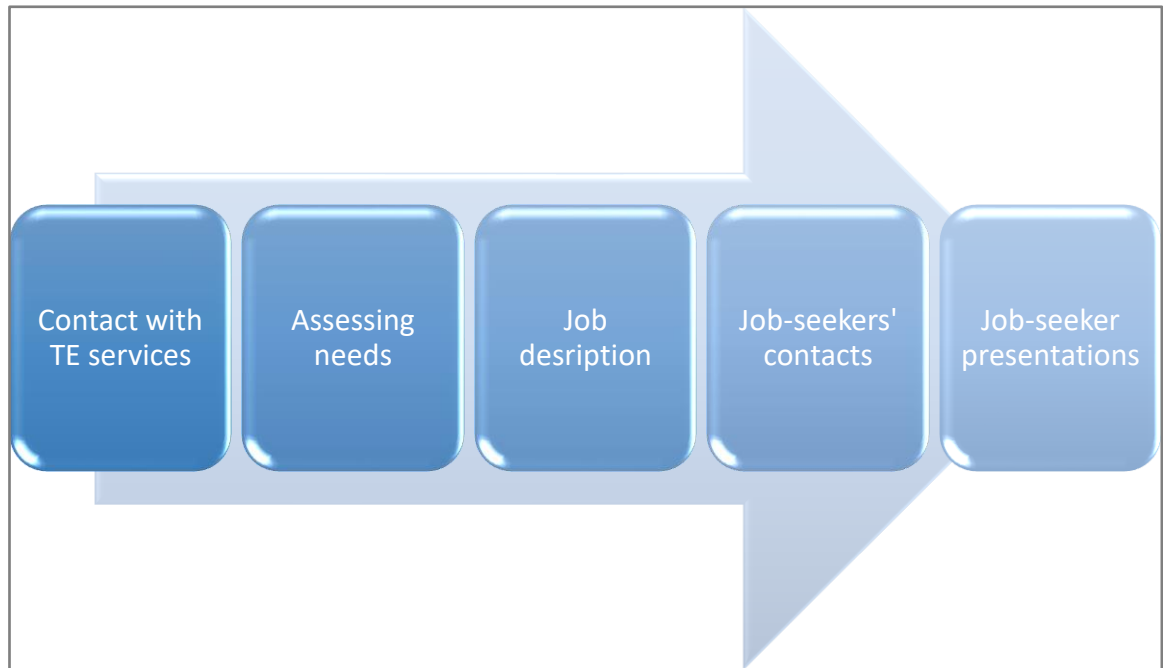 Contact with
TE services
Assessing
needs
Job
desription
Job-seekers'
contacts
Job-seeker
presentations